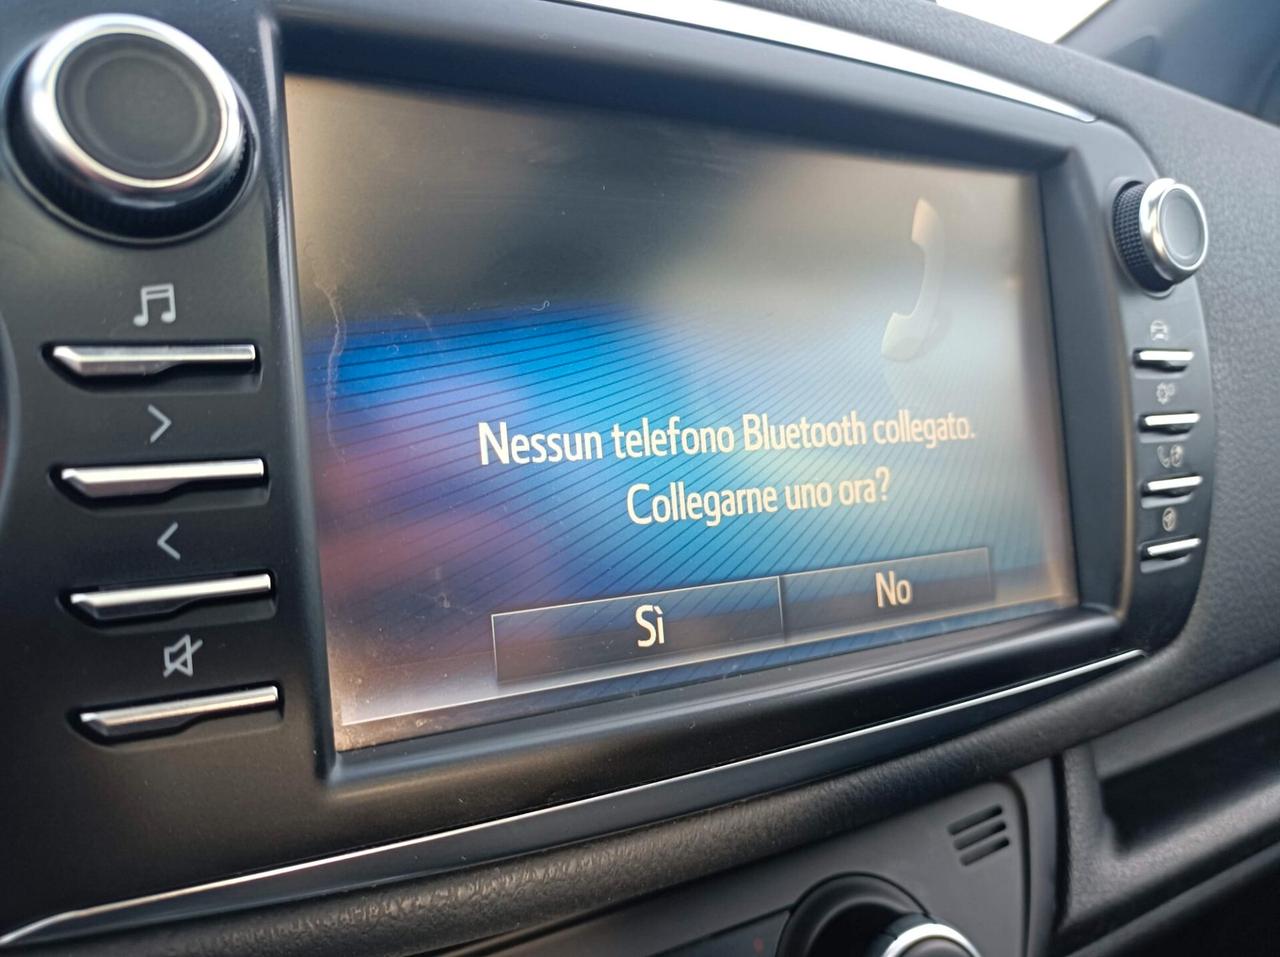 Nessun telefono Bluetooth collegato.
Collegarne uno ora?
Sì
No